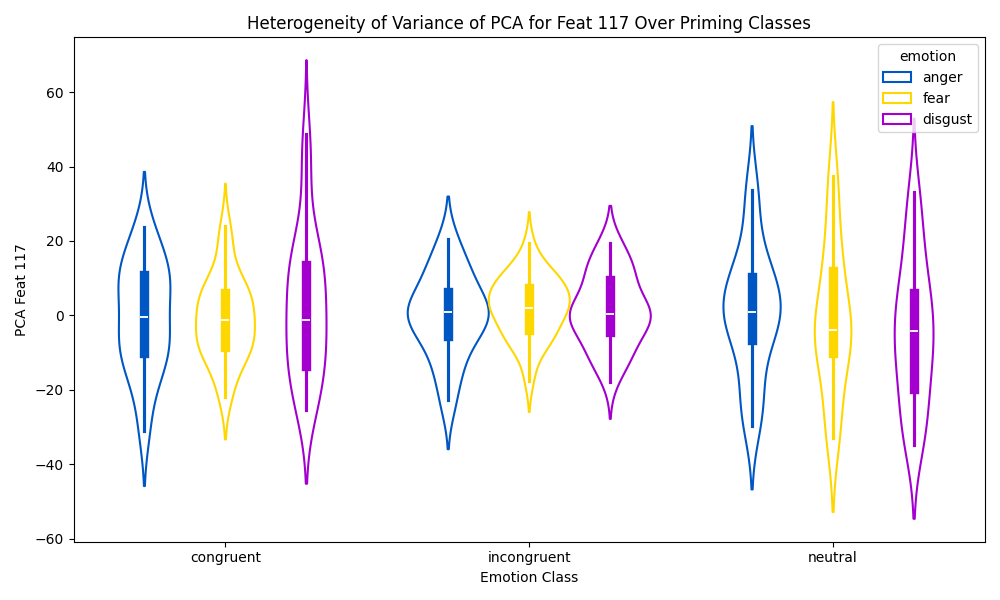 Heterogeneity of Variance of PCA for Feat 117 Over Priming Classes
emotion
anger
fear
disgust
PCA Feat 117
60
40
20
0
−20
−40
−60
congruent
incongruent
neutral
Emotion Class